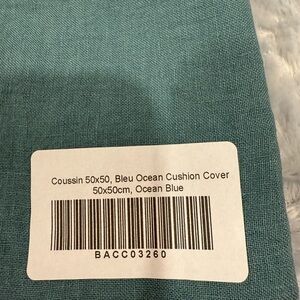 Coussin 50x50, Bleu Ocean Cushion Cover
50x50cm, Ocean Blue
BACC03260